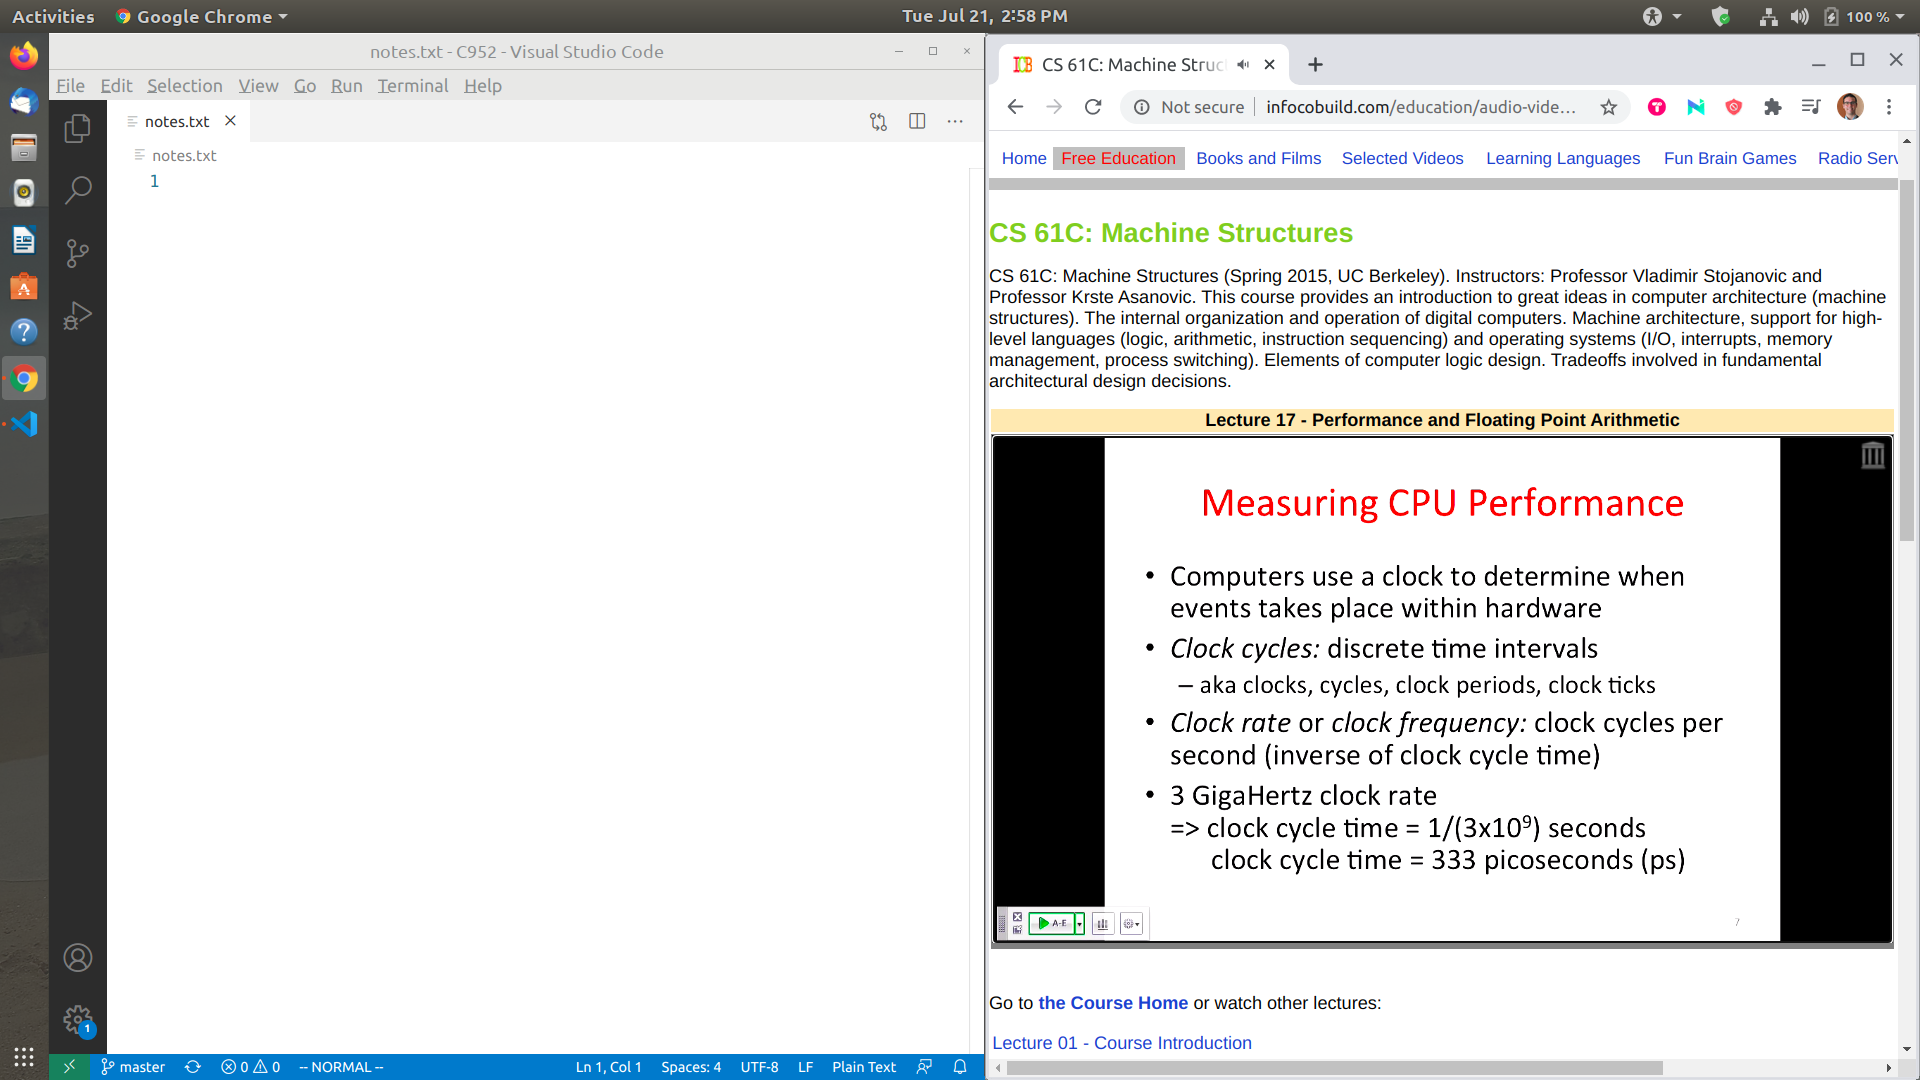 Activities
Google Chrome
Tue Jul 21, 2:58 PM
100 %
notes.txt - C952 - Visual Studio Code
File Edit Selection View Go Run Terminal Help
notes.txt
notes.txt
1
1
master
0 0
-- NORMAL --
Ln 1, Col 1
Spaces: 4
UTF-8
LF
Plain Text
CS 61C: Machine Struc
Not secure
infocobuild.com/education/audio-vide...
Home Free Education Books and Films Selected Videos Learning Languages Fun Brain Games Radio Serv
CS 61C: Machine Structures
CS 61C: Machine Structures (Spring 2015, UC Berkeley). Instructors: Professor Vladimir Stojanovic and
Professor Krste Asanovic. This course provides an introduction to great ideas in computer architecture (machine
structures). The internal organization and operation of digital computers. Machine architecture, support for high-
level languages (logic, arithmetic, instruction sequencing) and operating systems (I/O, interrupts, memory
management, process switching). Elements of computer logic design. Tradeoffs involved in fundamental
architectural design decisions.
Lecture 17 - Performance and Floating Point Arithmetic
Measuring CPU Performance
• Computers use a clock to determine when
events takes place within hardware
• Clock cycles: discrete time intervals
– aka clocks, cycles, clock periods, clock ticks
• Clock rate or clock frequency: clock cycles per
second (inverse of clock cycle time)
• 3 GigaHertz clock rate
=> clock cycle time = 1/(3x10⁹) seconds
clock cycle time = 333 picoseconds (ps)
A-E
7
Go to the Course Home or watch other lectures:
Lecture 01 - Course Introduction